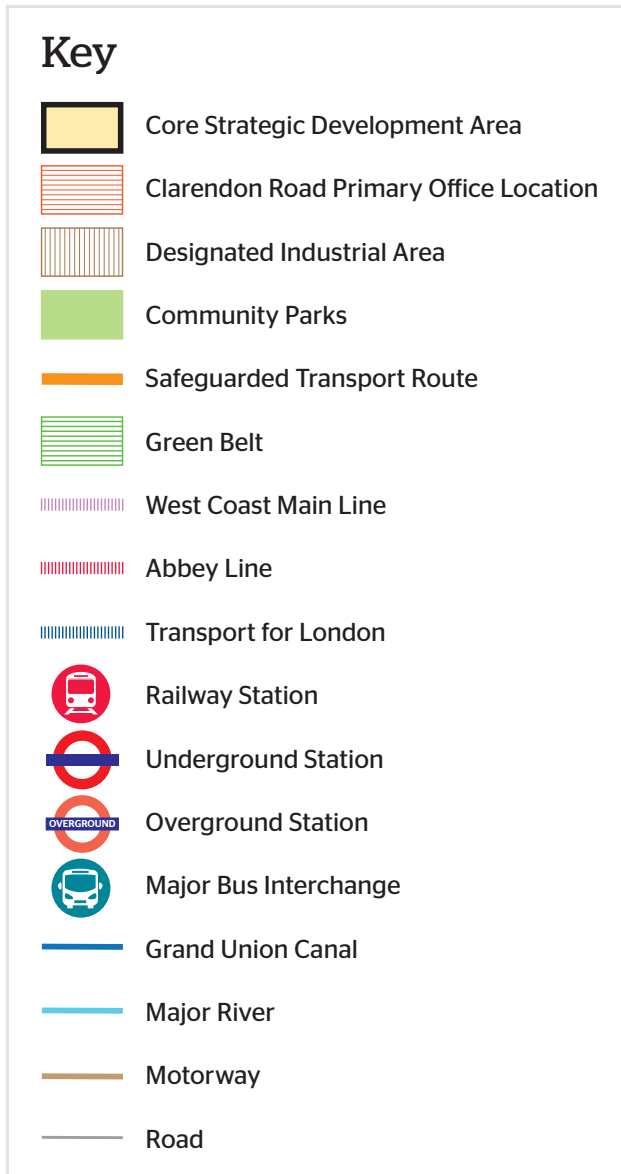 Key
Core Strategic Development Area
Clarendon Road Primary Office Location
Designated Industrial Area
Community Parks
Safeguarded Transport Route
Green Belt
West Coast Main Line
Abbey Line
Transport for London
Railway Station
Underground Station
OVERGROUND Overground Station
Major Bus Interchange
Grand Union Canal
Major River
Motorway
Road